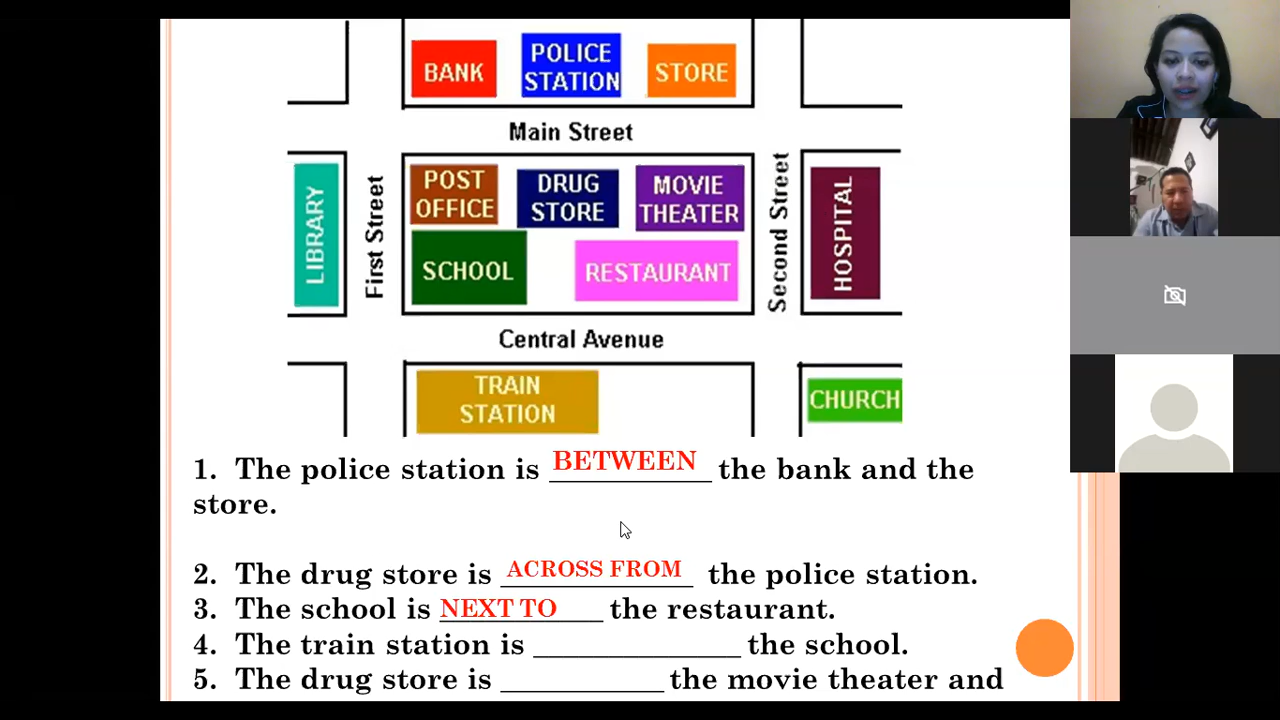 BANK
POLICE
STATION
STORE
Main Street
LIBRARY
First Street
POST
OFFICE
DRUG
STORE
MOVIE
THEATER
SCHOOL
RESTAURANT
Second Street
HOSPITAL
Central Avenue
TRAIN
STATION
CHURCH
1. The police station is BETWEEN the bank and the
store.
2. The drug store is ACROSS FROM the police station.
3. The school is NEXT TO the restaurant.
4. The train station is ______________ the school.
5. The drug store is ___________ the movie theater and